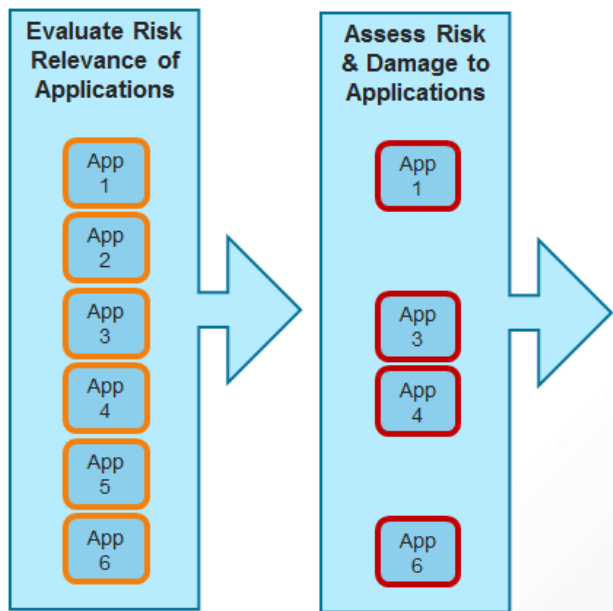 Evaluate Risk
Relevance of
Applications
App
1
App
2
App
3
App
4
App
5
App
6
Assess Risk
& Damage to
Applications
App
1
App
3
App
4
App
6